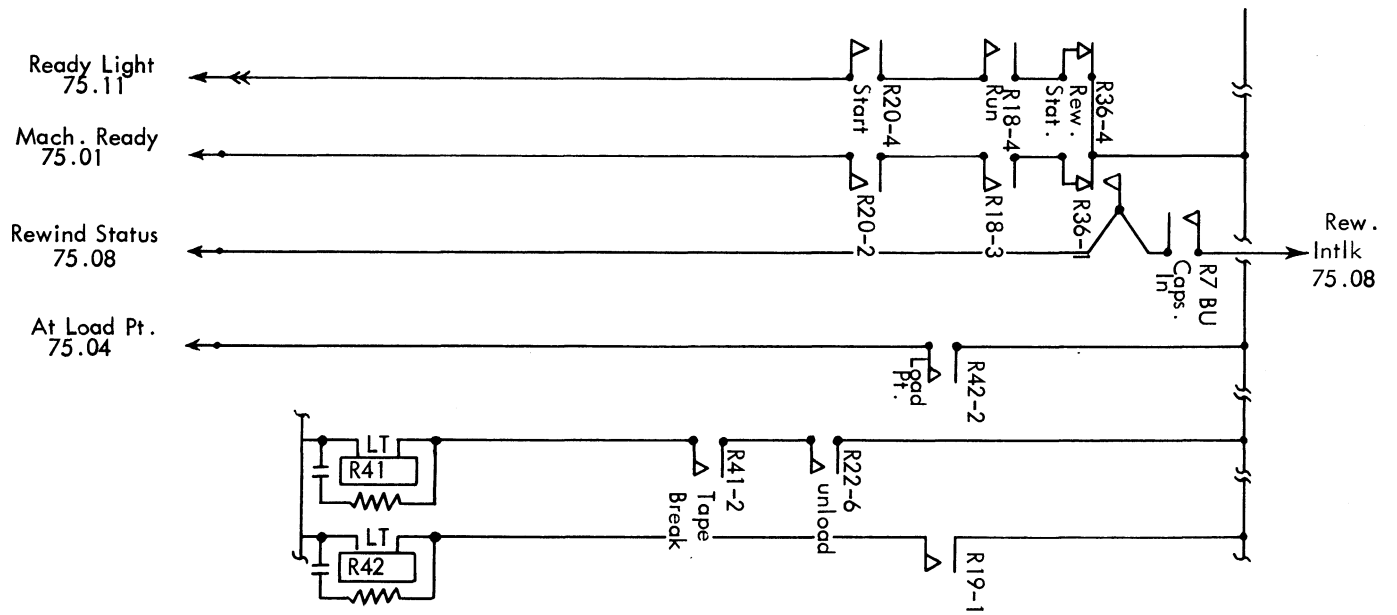 Ready Light
75.11
Start
R20-4
Run
R18-4
Rew.
Stat.
R36-4
Mach. Ready
75.01
R20-2
R18-3
R36-1
Rewind Status
75.08
Caps.
In
R7 BU
Rew.
Intlk
75.08
At Load Pt.
75.04
Load
Pt.
R42-2
LT
R41
R41-2
Tape
Break
R22-6
unload
LT
R42
R19-1